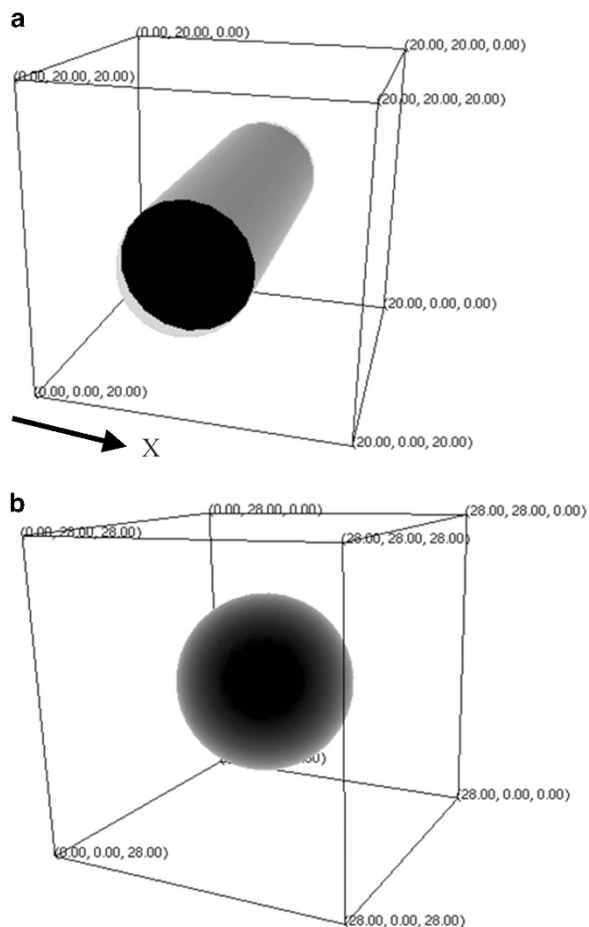 a
(0.00, 20.00, 0.00)
(20.00, 20.00, 0.00)
(0.00, 20.00, 20.00)
(20.00, 20.00, 20.00)
(20.00, 0.00, 0.00)
(0.00, 0.00, 20.00)
(20.00, 0.00, 20.00)
X
b
(0.00, 28.00, 0.00)
(28.00, 28.00, 0.00)
(0.00, 28.00, 28.00)
(28.00, 28.00, 28.00)
(28.00, 0.00, 0.00)
(0.00, 0.00, 28.00)
(28.00, 0.00, 28.00)